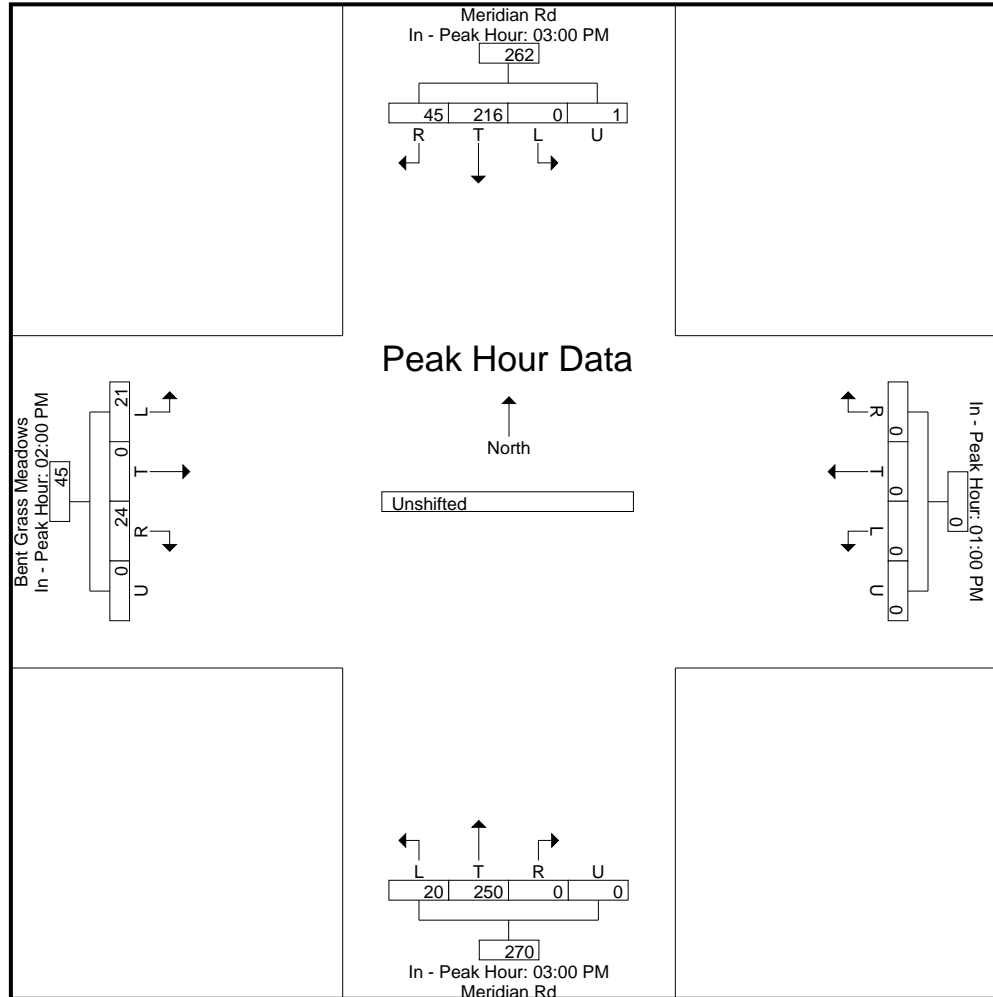 Meridian Rd
In - Peak Hour: 03:00 PM
262
45 216 0 1
R T L U
Peak Hour Data
North
Unshifted
Bent Grass Meadows
In - Peak Hour: 02:00 PM
45
21 0 24 0
L T R U
In - Peak Hour: 01:00 PM
0
0 0 0 0
R T L U
L T R U
20 250 0 0
270
In - Peak Hour: 03:00 PM
Meridian Rd